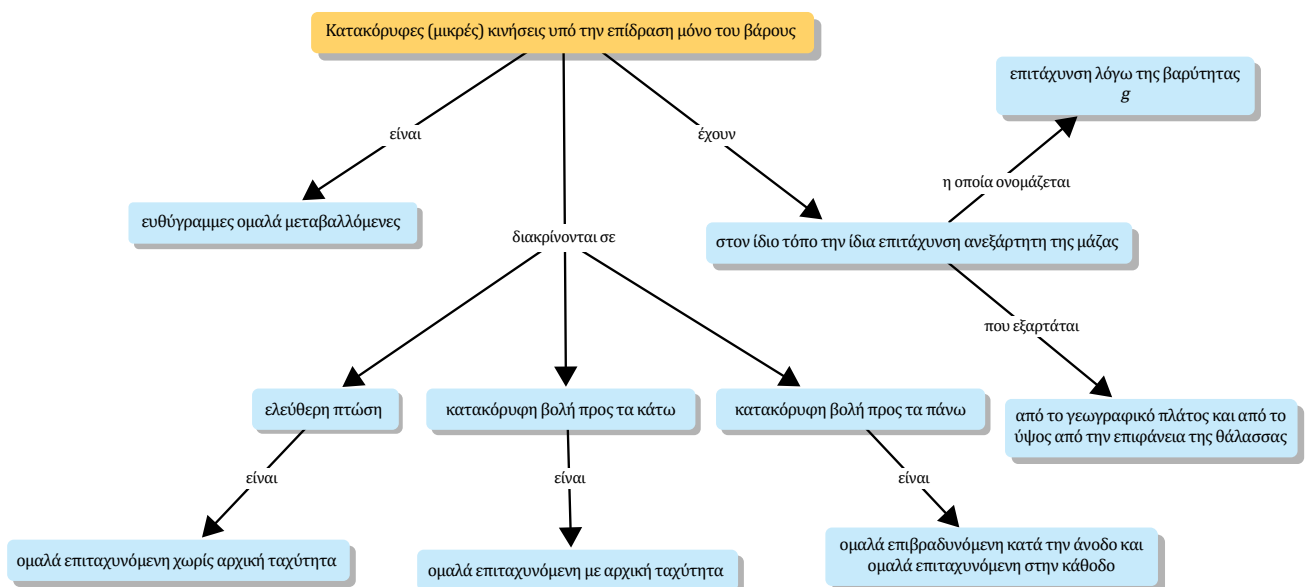 Κατακόρυφες (μικρές) κινήσεις υπό την επίδραση μόνο του βάρους
επιτάχυνση λόγω της βαρύτητας
g
είναι
έχουν
η οποία ονομάζεται
ευθύγραμμες ομαλά μεταβαλλόμενες
διακρίνονται σε
στον ίδιο τόπο την ίδια επιτάχυνση ανεξάρτητη της μάζας
που εξαρτάται
ελεύθερη πτώση
κατακόρυφη βολή προς τα κάτω
κατακόρυφη βολή προς τα πάνω
από το γεωγραφικό πλάτος και από το
ύψος από την επιφάνεια της θάλασσας
είναι
είναι
είναι
ομαλά επιταχυνόμενη χωρίς αρχική ταχύτητα
ομαλά επιταχυνόμενη με αρχική ταχύτητα
ομαλά επιβραδυνόμενη κατά την άνοδο και
ομαλά επιταχυνόμενη στην κάθοδο